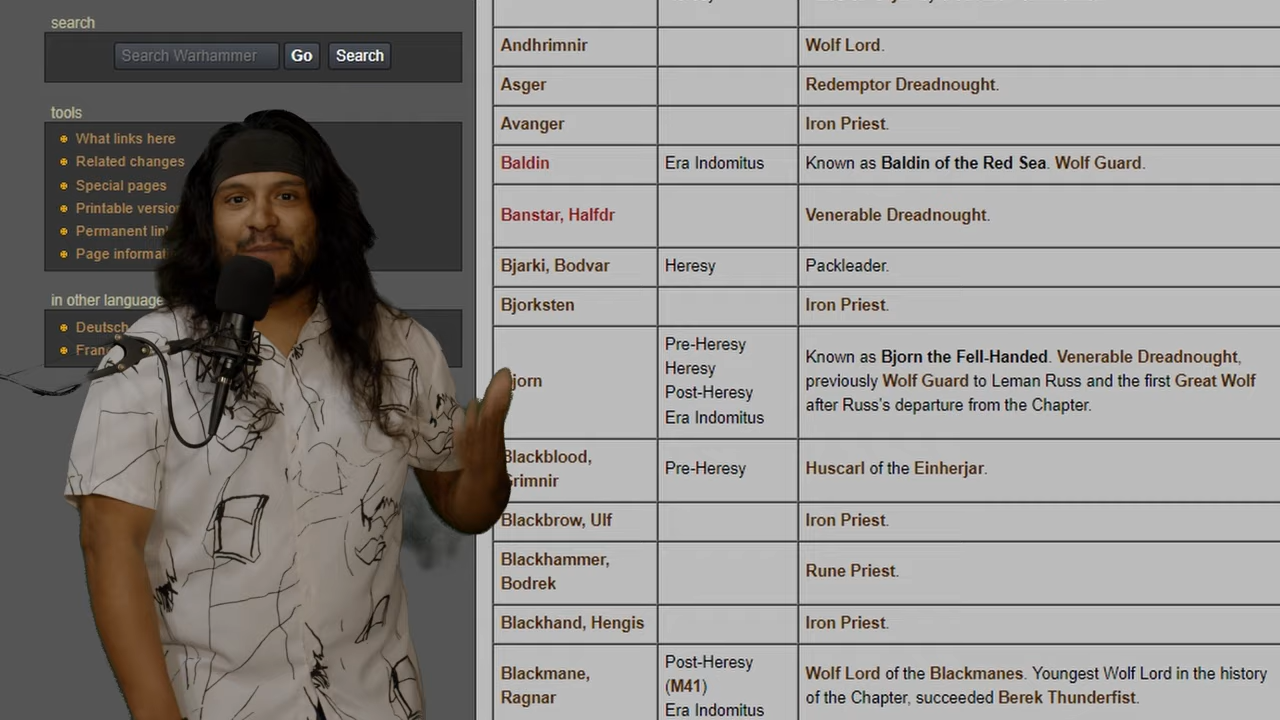 search
Search Warhammer
Go
Search
tools
What links here
Related changes
Special pages
Printable
Permanent
Page
in other
Deutsch
Andhrimnir
Wolf Lord.
Asger
Redemptor Dreadnought.
Avanger
Iron Priest.
Baldin
Era Indomitus
Known as Baldin of the Red Sea. Wolf Guard.
Banstar, Halfdr
Venerable Dreadnought.
Bjarki, Bodvar
Heresy
Packleader.
Bjorksten
Iron Priest.
jorn
Pre-Heresy
Heresy
Post-Heresy
Era Indomitus
Known as Bjorn the Fell-Handed. Venerable Dreadnought,
previously Wolf Guard to Leman Russ and the first Great Wolf
after Russ's departure from the Chapter.
Blackblood,
Grimnir
Pre-Heresy
Huscarl of the Einherjar.
Blackbrow, Ulf
Iron Priest.
Blackhammer,
Bodrek
Rune Priest.
Blackhand, Hengis
Iron Priest.
Blackmane,
Ragnar
Post-Heresy
(M41)
Era Indomitus
Wolf Lord of the Blackmanes. Youngest Wolf Lord in the history
of the Chapter, succeeded Berek Thunderfist.